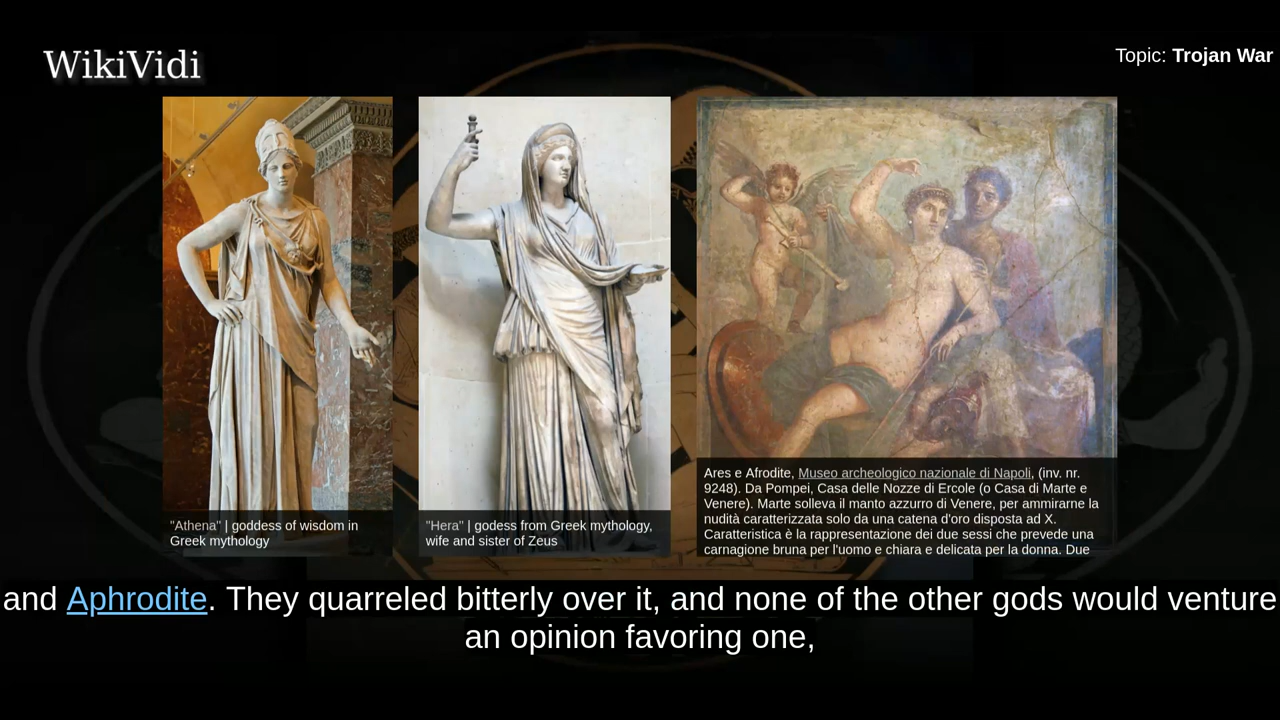 WikiVidi
Topic: Trojan War
"Athena" | goddess of wisdom in
Greek mythology
"Hera" | godess from Greek mythology,
wife and sister of Zeus
Ares e Afrodite, Museo archeologico nazionale di Napoli, (inv. nr.
9248). Da Pompei, Casa delle Nozze di Ercole (o Casa di Marte e
Venere). Marte solleva il manto azzurro di Venere, per ammirarne la
nudità caratterizzata solo da una catena d'oro disposta ad X.
Caratteristica è la rappresentazione dei due sessi che prevede una
carnagione bruna per l'uomo e chiara e delicata per la donna. Due
and Aphrodite. They quarreled bitterly over it, and none of the other gods would venture
an opinion favoring one,